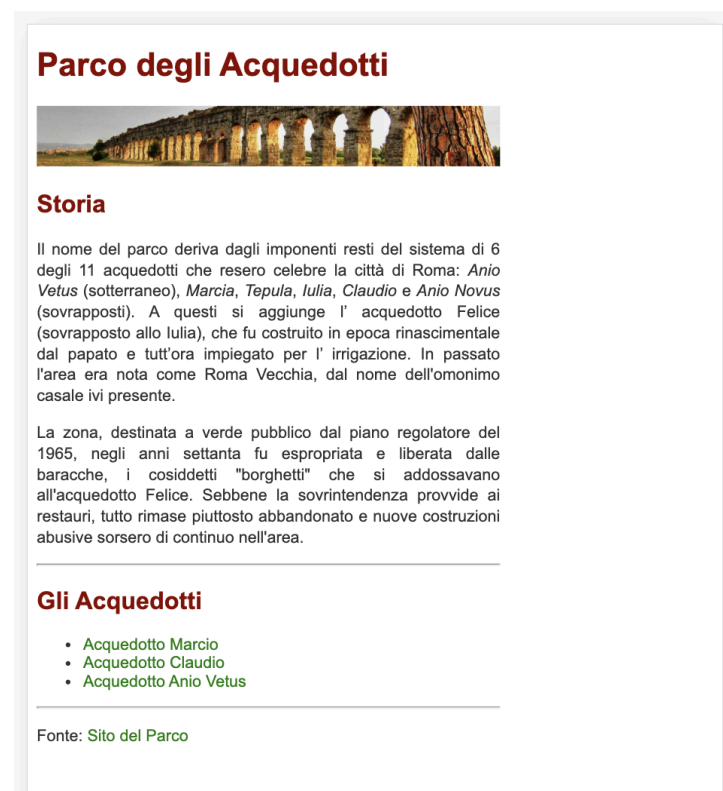 Parco degli Acquedotti
Storia
Il nome del parco deriva dagli imponenti resti del sistema di 6
degli 11 acquedotti che resero celebre la città di Roma: Anio
Vetus (sotterraneo), Marcia, Tepula, Iulia, Claudio e Anio Novus
(sovrapposti). A questi si aggiunge l’ acquedotto Felice
(sovrapposto allo Iulia), che fu costruito in epoca rinascimentale
dal papato e tutt’ora impiegato per l’ irrigazione. In passato
l'area era nota come Roma Vecchia, dal nome dell'omonimo
casale ivi presente.
La zona, destinata a verde pubblico dal piano regolatore del
1965, negli anni settanta fu espropriata e liberata dalle
baracche, i cosiddetti "borghetti" che si addossavano
all'acquedotto Felice. Sebbene la sovrintendenza provvide ai
restauri, tutto rimase piuttosto abbandonato e nuove costruzioni
abusive sorsero di continuo nell'area.
Gli Acquedotti
• Acquedotto Marcio
• Acquedotto Claudio
• Acquedotto Anio Vetus
Fonte: Sito del Parco